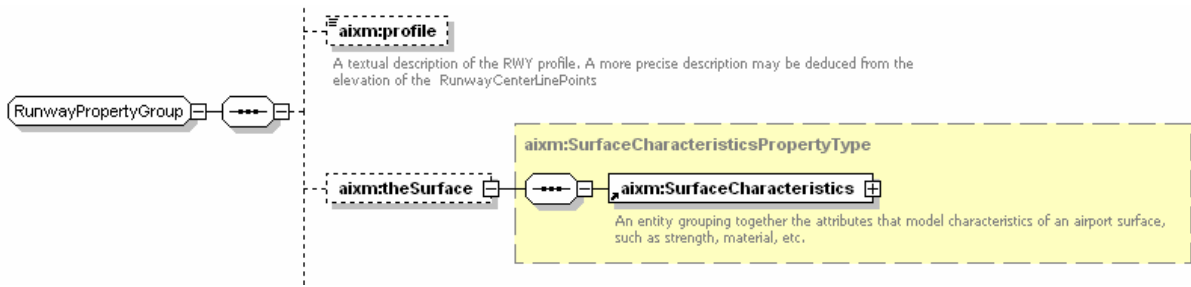 aixm:profile
A textual description of the RWY profile. A more precise description may be deduced from the
elevation of the RunwayCenterLinePoints
RunwayPropertyGroup
aixm:SurfaceCharacteristicsPropertyType
aixm:theSurface
aixm:SurfaceCharacteristics
An entity grouping together the attributes that model characteristics of an airport surface,
such as strength, material, etc.